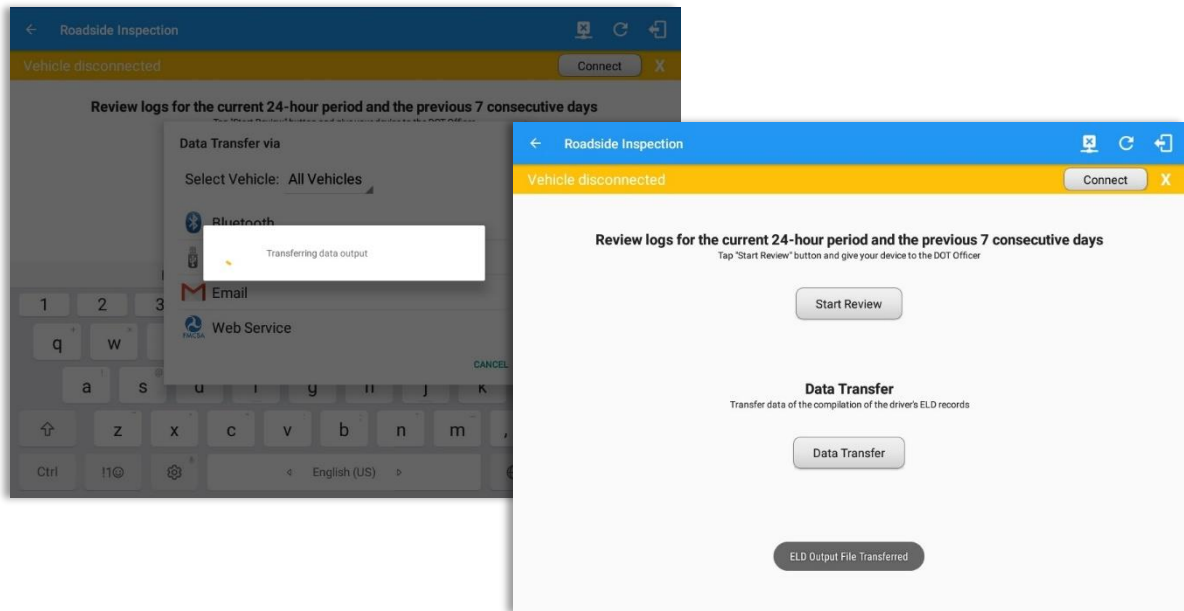 Roadside Inspection
Vehicle disconnected
Connect X
Review logs for the current 24-hour period and the previous 7 consecutive days
Data Transfer via
Select Vehicle: All Vehicles
Bluetooth
Transferring data output
Email
FMCSA
Web Service
CANCEL
1 2 3
q w
a s d f g h j k
z x c v b n m ,
Ctrl !1☺ English (US)
Roadside Inspection
Vehicle disconnected
Connect X
Review logs for the current 24-hour period and the previous 7 consecutive days
Tap "Start Review" button and give your device to the DOT Officer
Start Review
Data Transfer
Transfer data of the compilation of the driver's ELD records
Data Transfer
ELD Output File Transferred